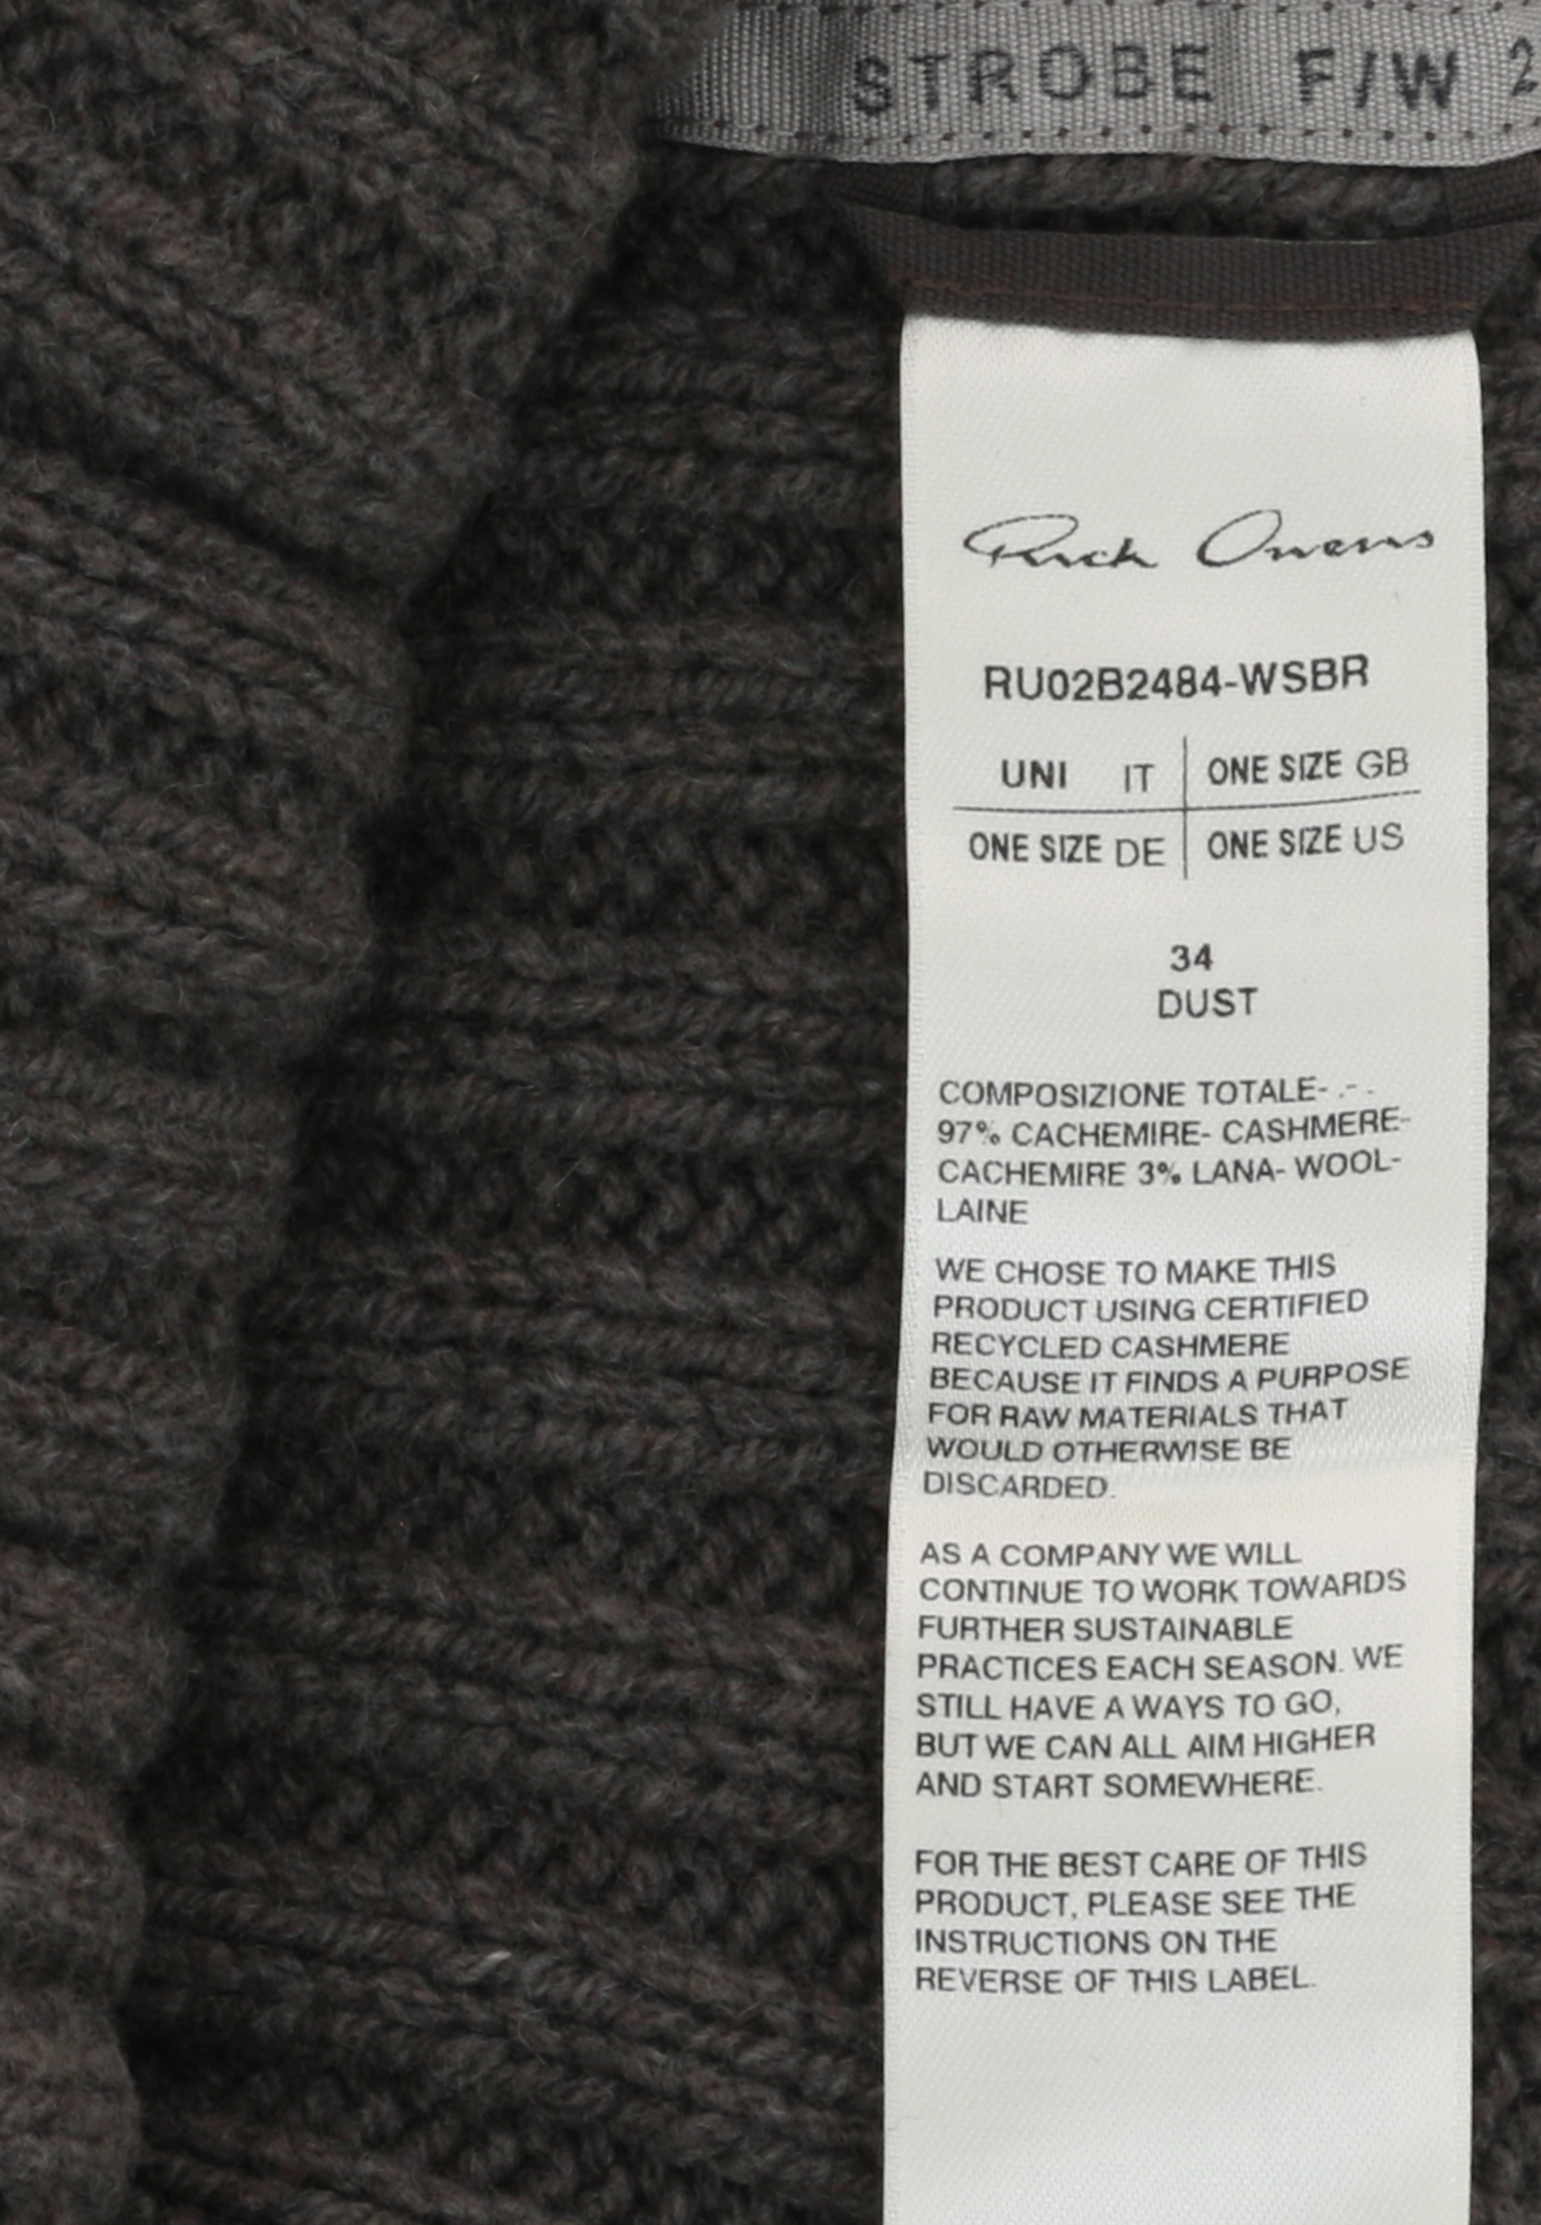 STROBE F/W 2
Rick Owens
RU02B2484-WSBR
UNI IT ONE SIZE GB
ONE SIZE DE ONE SIZE US
34
DUST
COMPOSIZIONE TOTALE- .- .
97% CACHEMIRE- CASHMERE-
CACHEMIRE 3% LANA- WOOL-
LAINE
WE CHOSE TO MAKE THIS
PRODUCT USING CERTIFIED
RECYCLED CASHMERE
BECAUSE IT FINDS A PURPOSE
FOR RAW MATERIALS THAT
WOULD OTHERWISE BE
DISCARDED.
AS A COMPANY WE WILL
CONTINUE TO WORK TOWARDS
FURTHER SUSTAINABLE
PRACTICES EACH SEASON. WE
STILL HAVE A WAYS TO GO,
BUT WE CAN ALL AIM HIGHER
AND START SOMEWHERE.
FOR THE BEST CARE OF THIS
PRODUCT, PLEASE SEE THE
INSTRUCTIONS ON THE
REVERSE OF THIS LABEL.